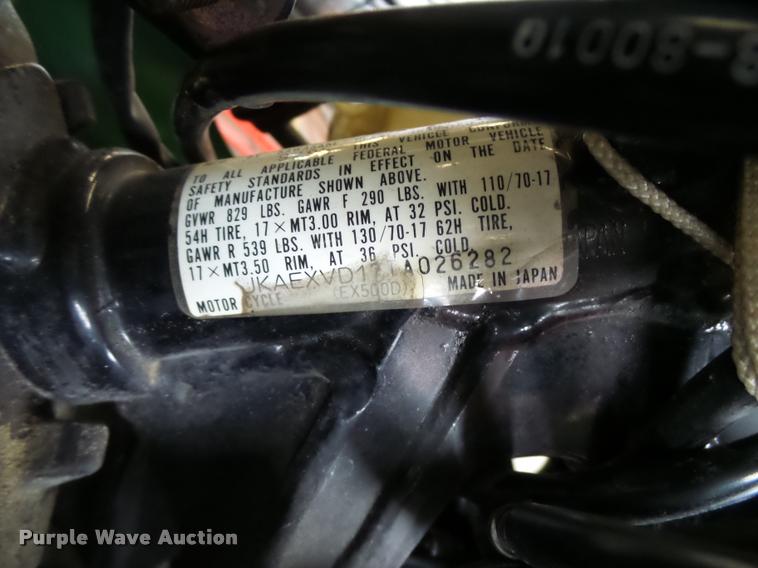 -80010
THIS VEHICLE CONFORMS
TO ALL APPLICABLE FEDERAL MOTOR VEHICLE
SAFETY STANDARDS IN EFFECT ON THE DATE
OF MANUFACTURE SHOWN ABOVE.
GVWR 829 LBS. GAWR F 290 LBS. WITH 110/70-17
54H TIRE, 17×MT3.00 RIM, AT 32 PSI. COLD.
GAWR R 539 LBS. WITH 130/70-17 62H TIRE,
17×MT3.50 RIM, AT 36 PSI. COLD.
A026282
MOTOR CYCLE (EX500D) MADE IN JAPAN
JAPAN
Purple Wave Auction